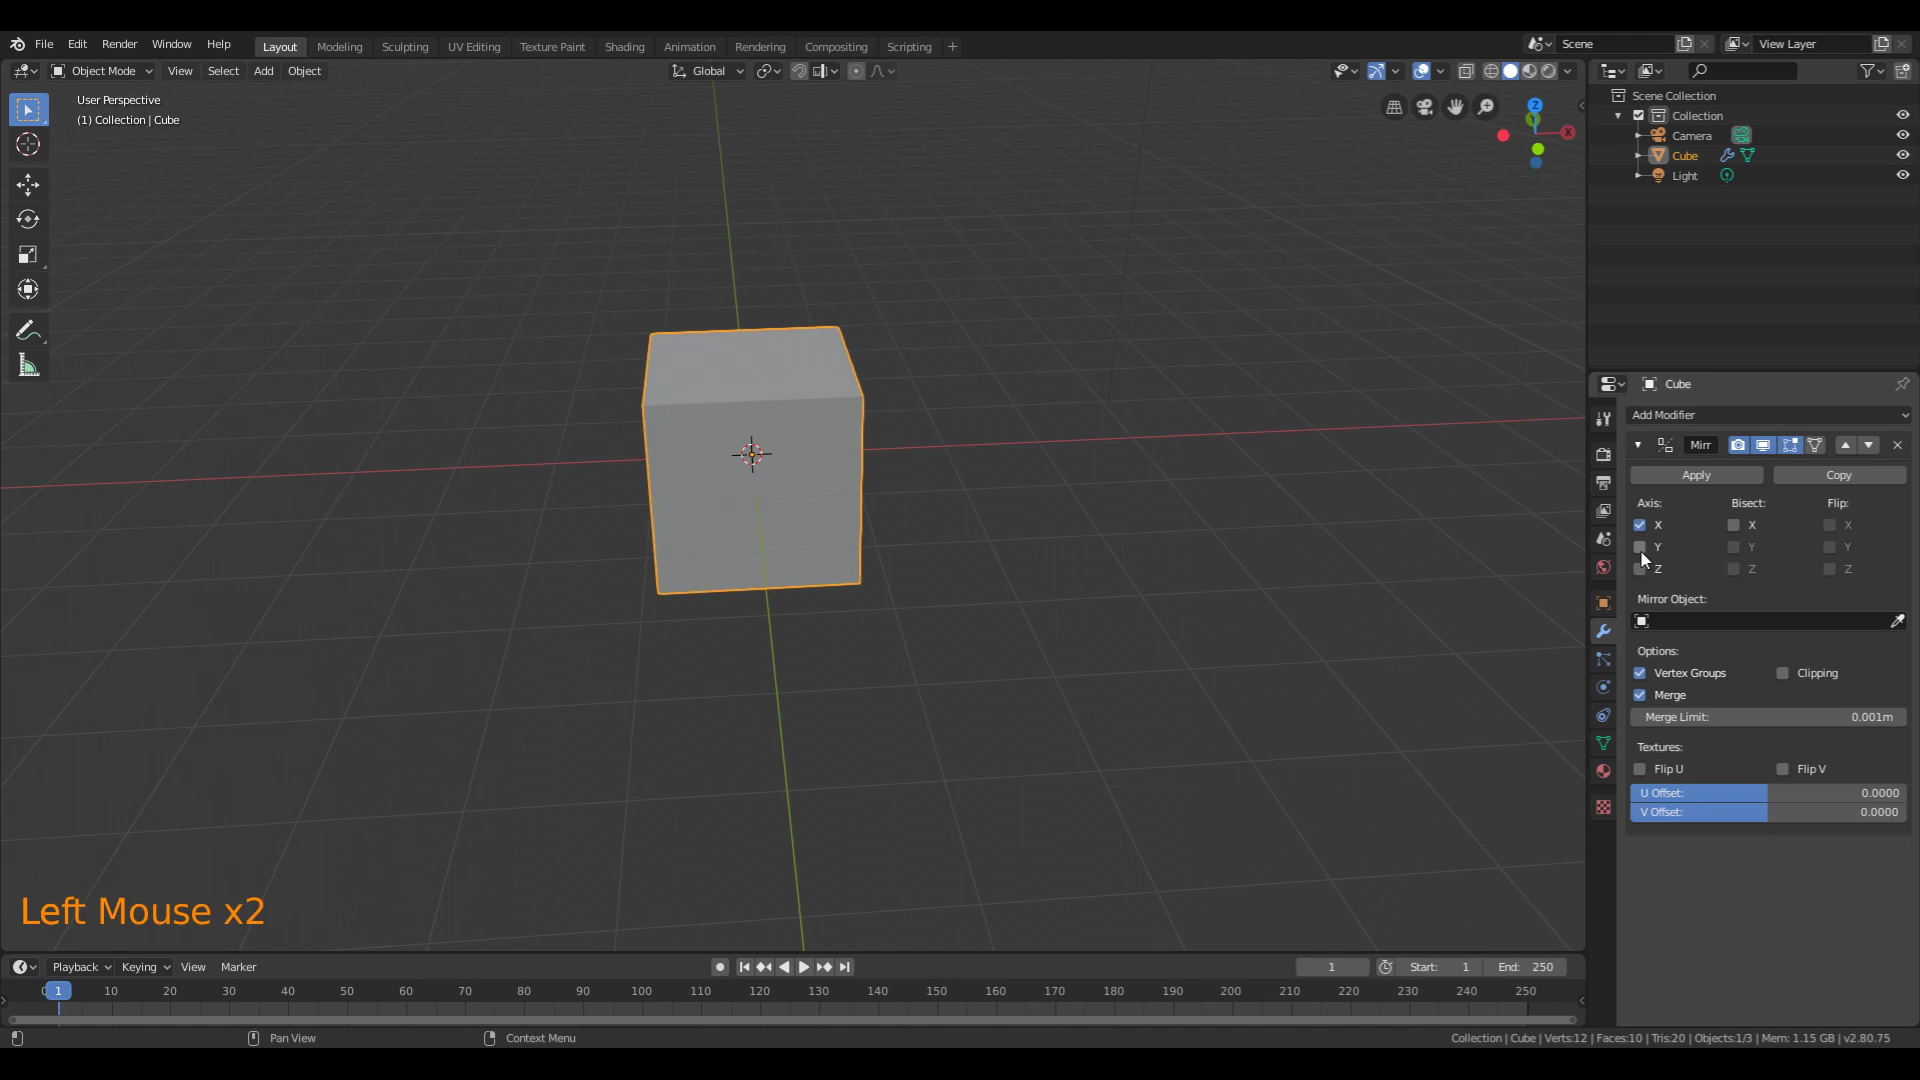 File Edit Render Window Help Layout Modeling Sculpting UV Editing Texture Paint Shading Animation Rendering Compositing Scripting + Scene View Layer
Object Mode View Select Add Object Global
User Perspective
(1) Collection | Cube
Z
Y
X
Scene Collection
Collection
Camera
Cube
Light
Cube
Add Modifier
Mirr
Apply Copy
Axis: Bisect: Flip:
X X X
Y Y Y
Z Z Z
Mirror Object:
Options:
Vertex Groups Clipping
Merge
Merge Limit: 0.001m
Textures:
Flip U Flip V
U Offset: 0.0000
V Offset: 0.0000
Left Mouse x2
Playback Keying View Marker 1 Start: 1 End: 250
0 1 10 20 30 40 50 60 70 80 90 100 110 120 130 140 150 160 170 180 190 200 210 220 230 240 250
Pan View Context Menu Collection | Cube | Verts:12 | Faces:10 | Tris:20 | Objects:1/3 | Mem: 1.15 GB | v2.80.75